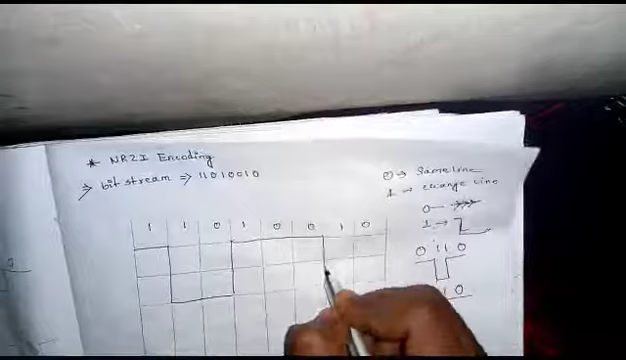 * NRZI Encoding
⇒ bit stream ⇒ 11010010
0 → Same line
1 → change line
0 —
1 →
1 1 0 1 0 0 1 0
0 1 1 0
1 0